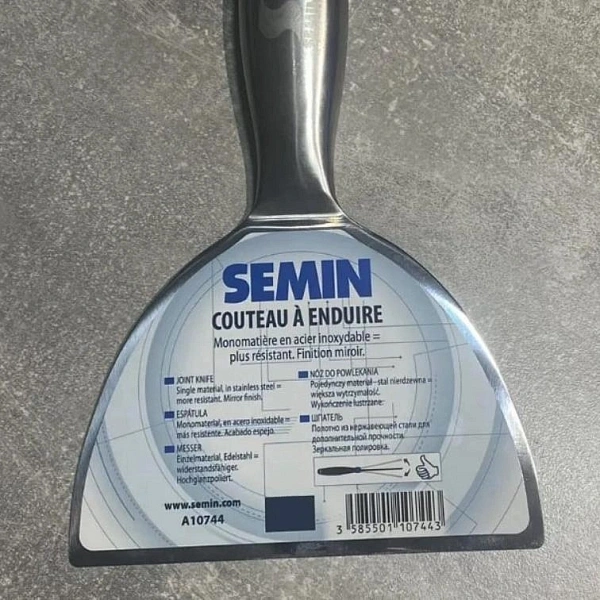 SEMIN
COUTEAU À ENDUIRE
Monomatière en acier inoxydable =
plus résistant. Finition miroir.
JOINT KNIFE
Single material, in stainless steel =
more resistant. Mirror finish.
ESPÁTULA
Monomaterial, en acero inoxidable =
más resistente. Acabado espejo.
MESSER
Einzelmaterial, Edelstahl =
widerstandsfähiger.
Hochglanzpoliert.
NÓŻ DO POWLEKANIA
Pojedynczy materiał - stal nierdzewna =
większa wytrzymałość.
Wykończenie lustrzane.
ШПАТЕЛЬ
Полотно из нержавеющей стали для
дополнительной прочности.
Зеркальная полировка.
www.semin.com
A10744
3 585501 107443